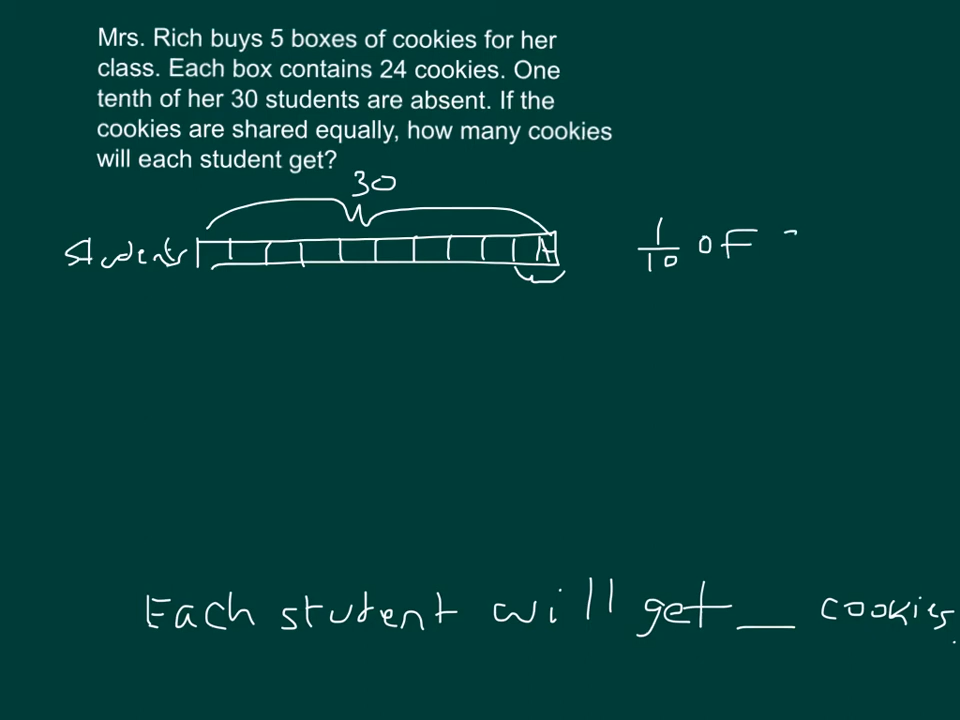 Mrs. Rich buys 5 boxes of cookies for her
class. Each box contains 24 cookies. One
tenth of her 30 students are absent. If the
cookies are shared equally, how many cookies
will each student get?
30
Students A
1/10 of
Each student will get __ cookies.